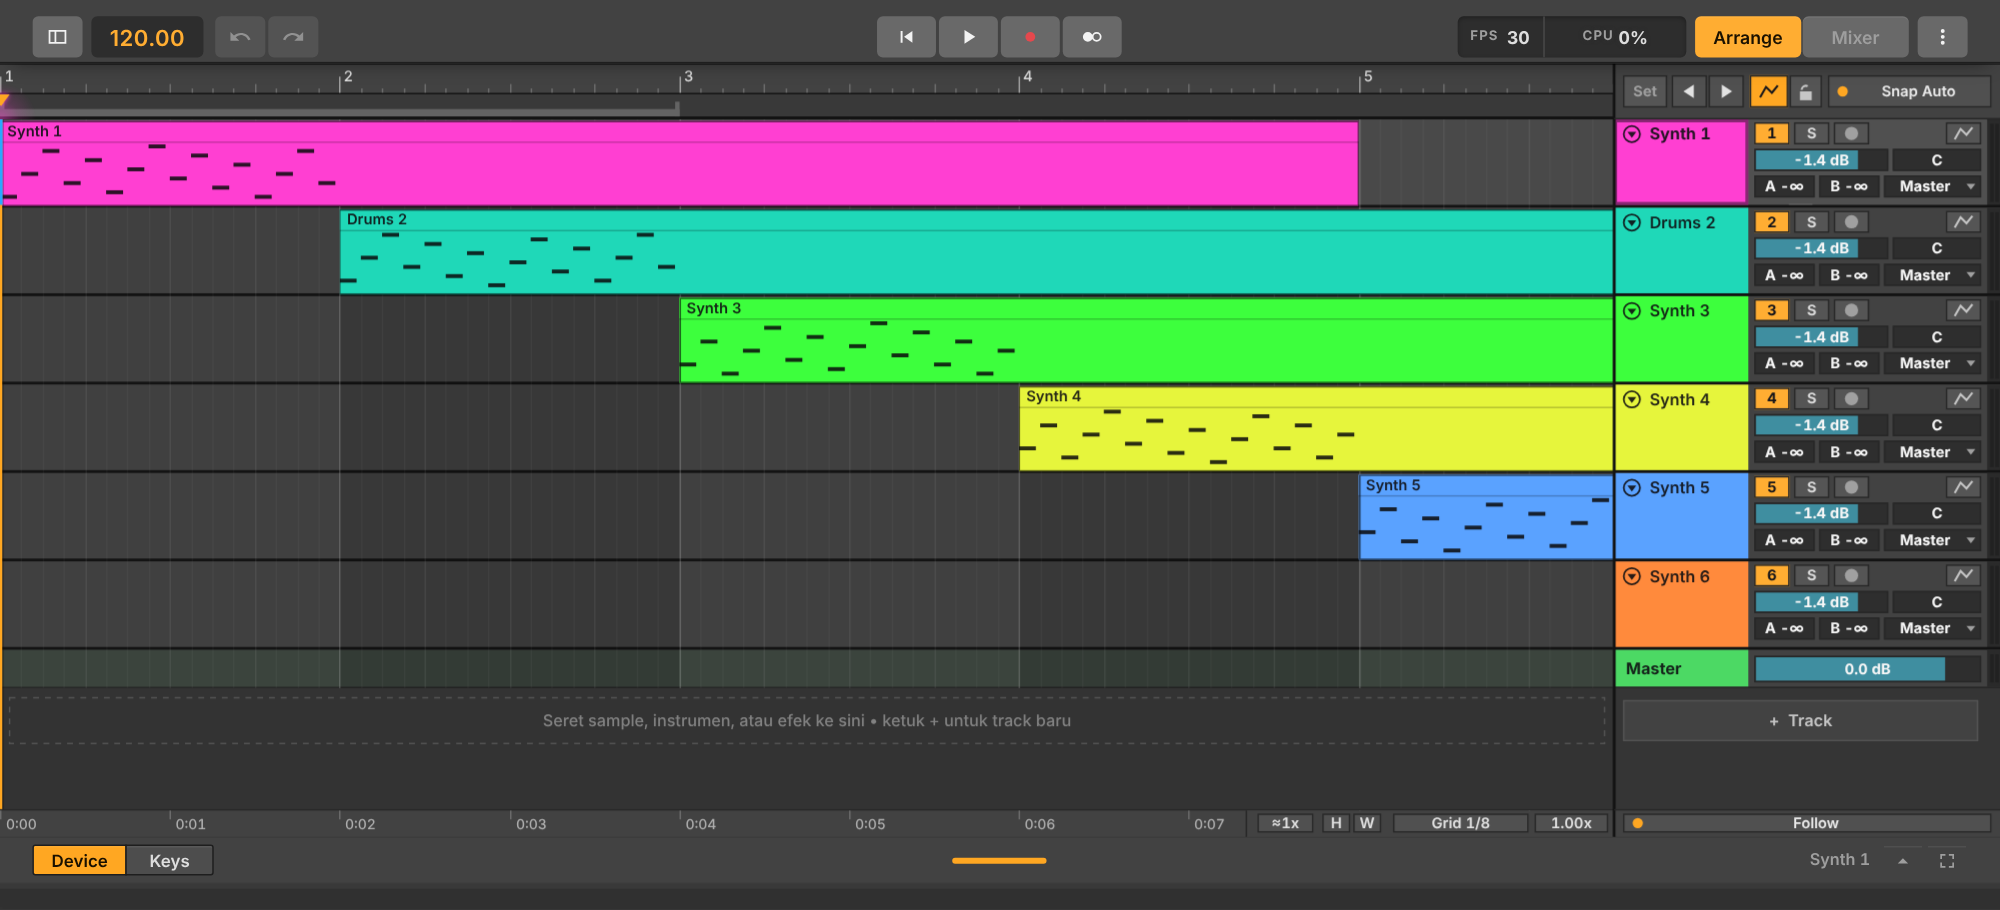 120.00
FPS 30
CPU 0%
Arrange
Mixer
1 2 3 4 5
Set
Snap Auto
Synth 1
Synth 1
1 S
-1.4 dB C
A -∞ B -∞ Master
Drums 2
Drums 2
2 S
-1.4 dB C
A -∞ B -∞ Master
Synth 3
Synth 3
3 S
-1.4 dB C
A -∞ B -∞ Master
Synth 4
Synth 4
4 S
-1.4 dB C
A -∞ B -∞ Master
Synth 5
Synth 5
5 S
-1.4 dB C
A -∞ B -∞ Master
Synth 6
6 S
-1.4 dB C
A -∞ B -∞ Master
Master
0.0 dB
Seret sample, instrumen, atau efek ke sini • ketuk + untuk track baru
+ Track
0:00 0:01 0:02 0:03 0:04 0:05 0:06 0:07
≈1x H W Grid 1/8 1.00x
Follow
Device Keys
Synth 1